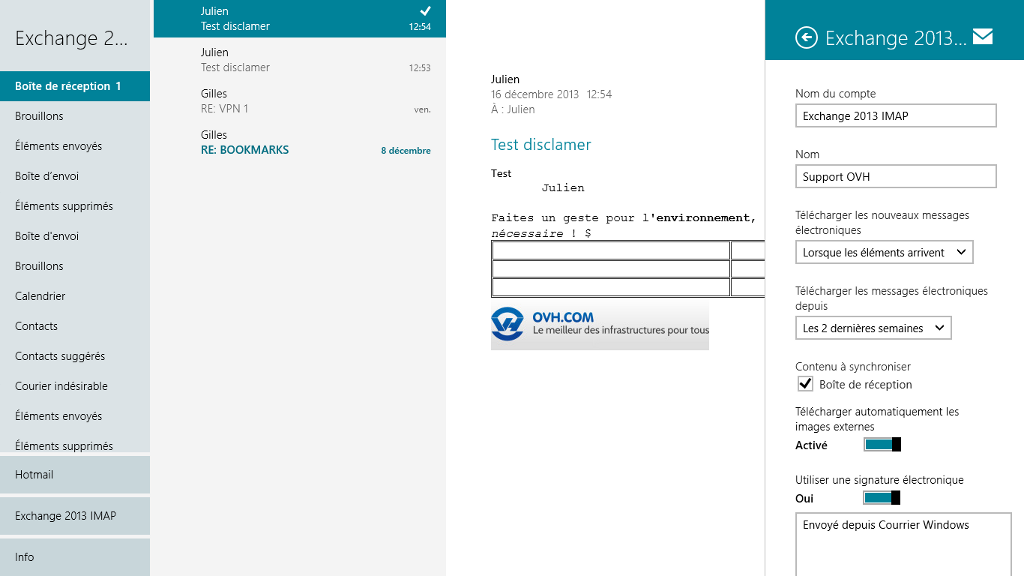 Exchange 2...
Boîte de réception 1
Brouillons
Éléments envoyés
Boîte d'envoi
Éléments supprimés
Boîte d'envoi
Brouillons
Calendrier
Contacts
Contacts suggérés
Courier indésirable
Éléments envoyés
Éléments supprimés
Hotmail
Exchange 2013 IMAP
Info
Julien
Test disclamer 12:54
Julien
Test disclamer 12:53
Gilles
RE: VPN 1 ven.
Gilles
RE: BOOKMARKS 8 décembre
Julien
16 décembre 2013 12:54
À : Julien
Test disclamer
Test
Julien
Faites un geste pour l'environnement,
nécessaire ! $
OVH.COM
Le meilleur des infrastructures pour tous
Exchange 2013...
Nom du compte
Exchange 2013 IMAP
Nom
Support OVH
Télécharger les nouveaux messages
électroniques
Lorsque les éléments arrivent
Télécharger les messages électroniques
depuis
Les 2 dernières semaines
Contenu à synchroniser
Boîte de réception
Télécharger automatiquement les
images externes
Activé
Utiliser une signature électronique
Oui
Envoyé depuis Courrier Windows